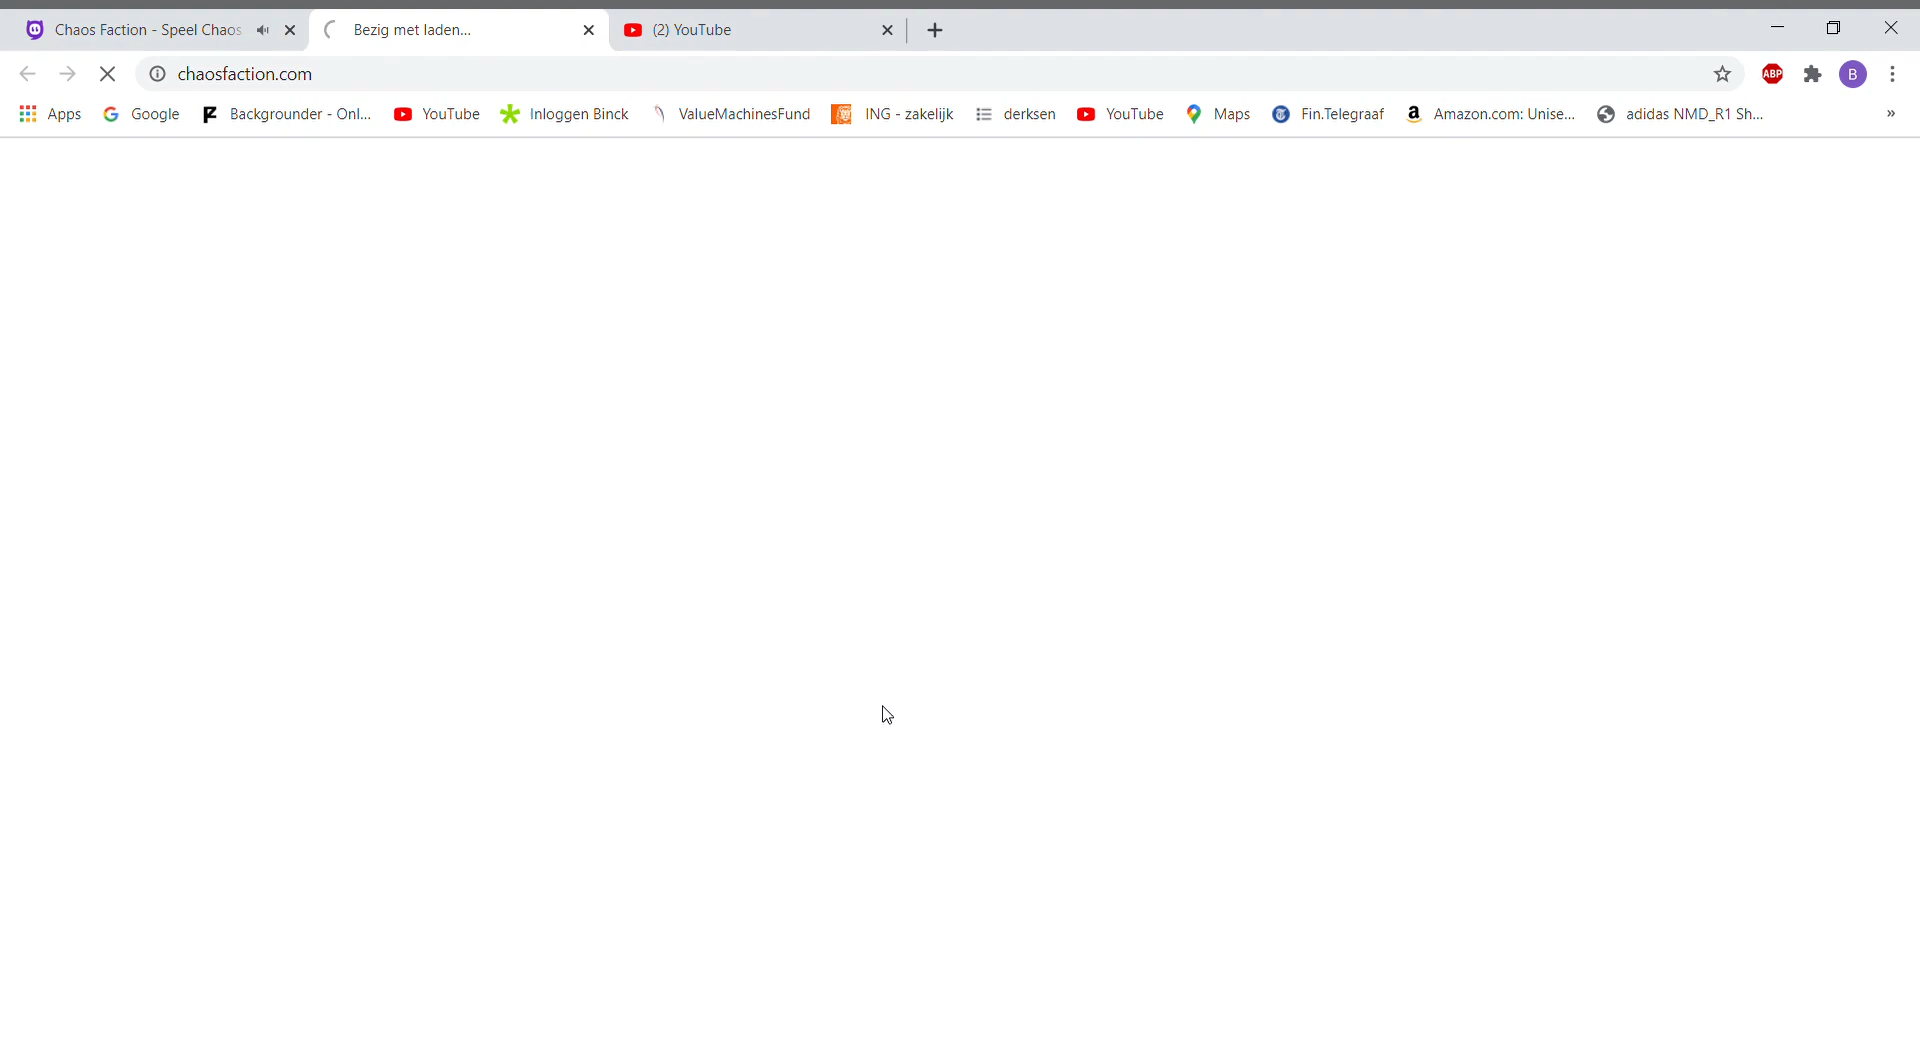 Chaos Faction - Speel Chaos
Bezig met laden...
(2) YouTube
chaosfaction.com
ABP
B
Apps
Google
Backgrounder - Onl...
YouTube
Inloggen Binck
ValueMachinesFund
ING - zakelijk
derksen
YouTube
Maps
Fin.Telegraaf
Amazon.com: Unise...
adidas NMD_R1 Sh...
»